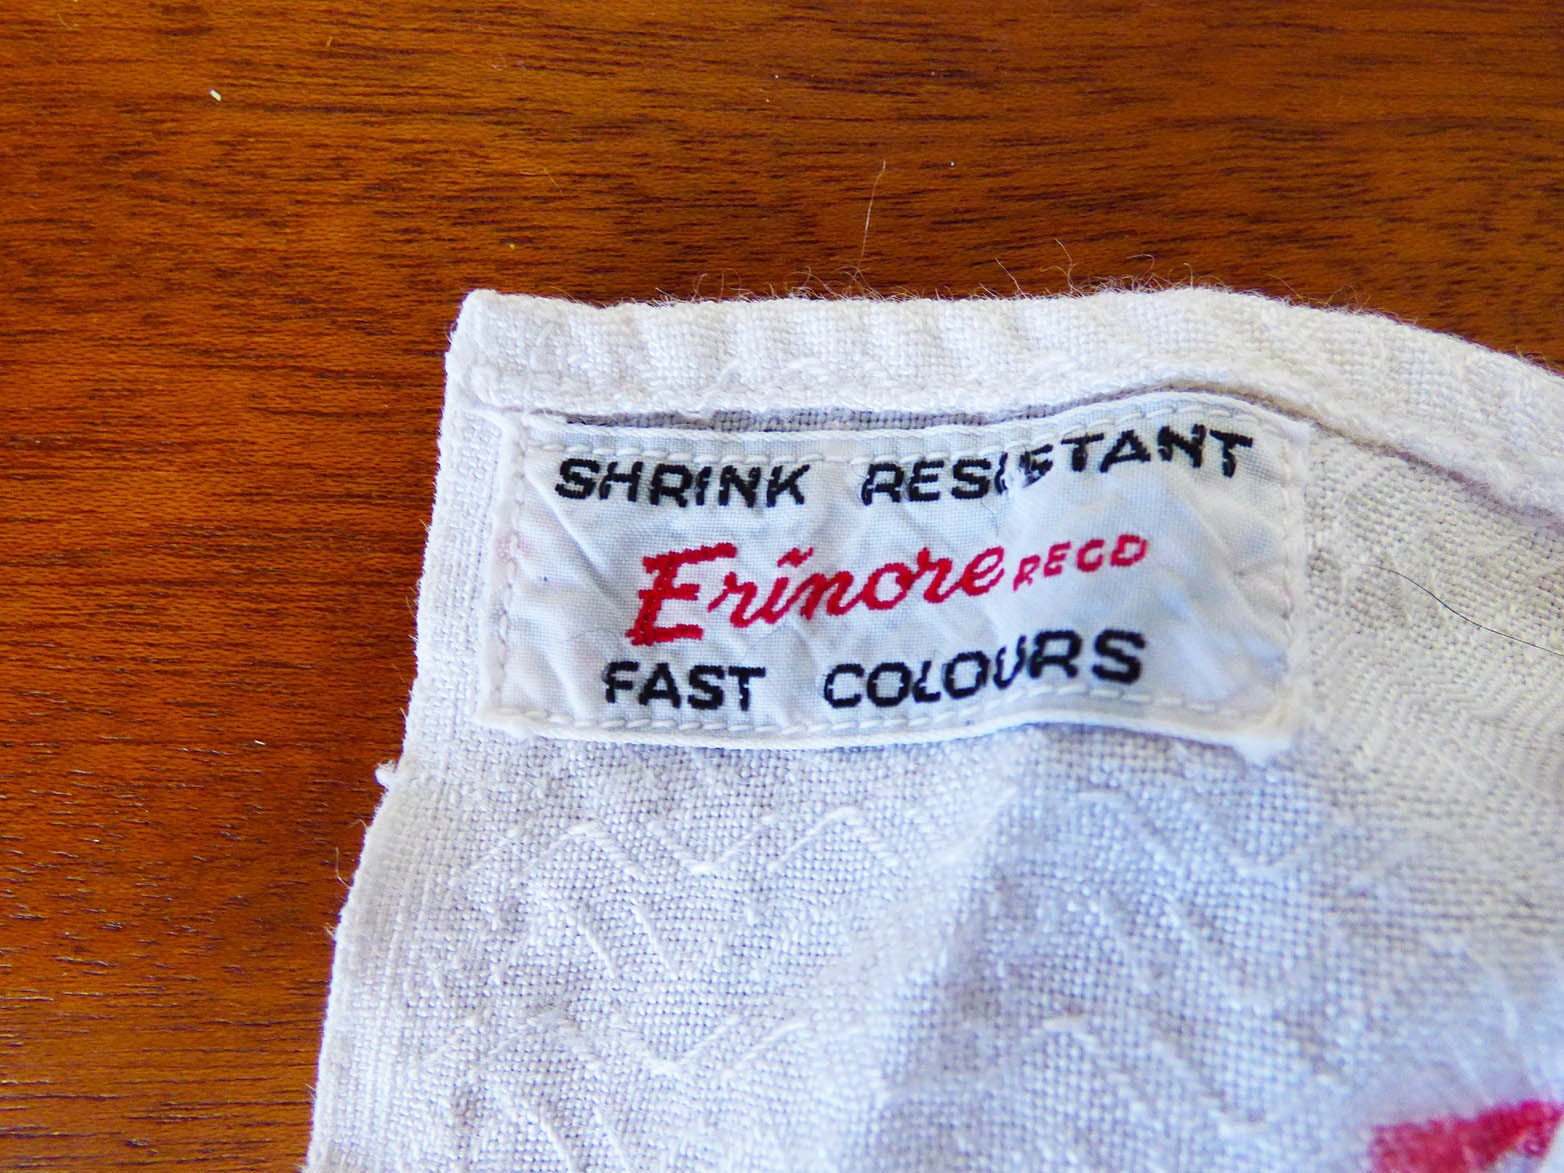 SHRINK RESISTANT
Erinore REGD
FAST COLOURS